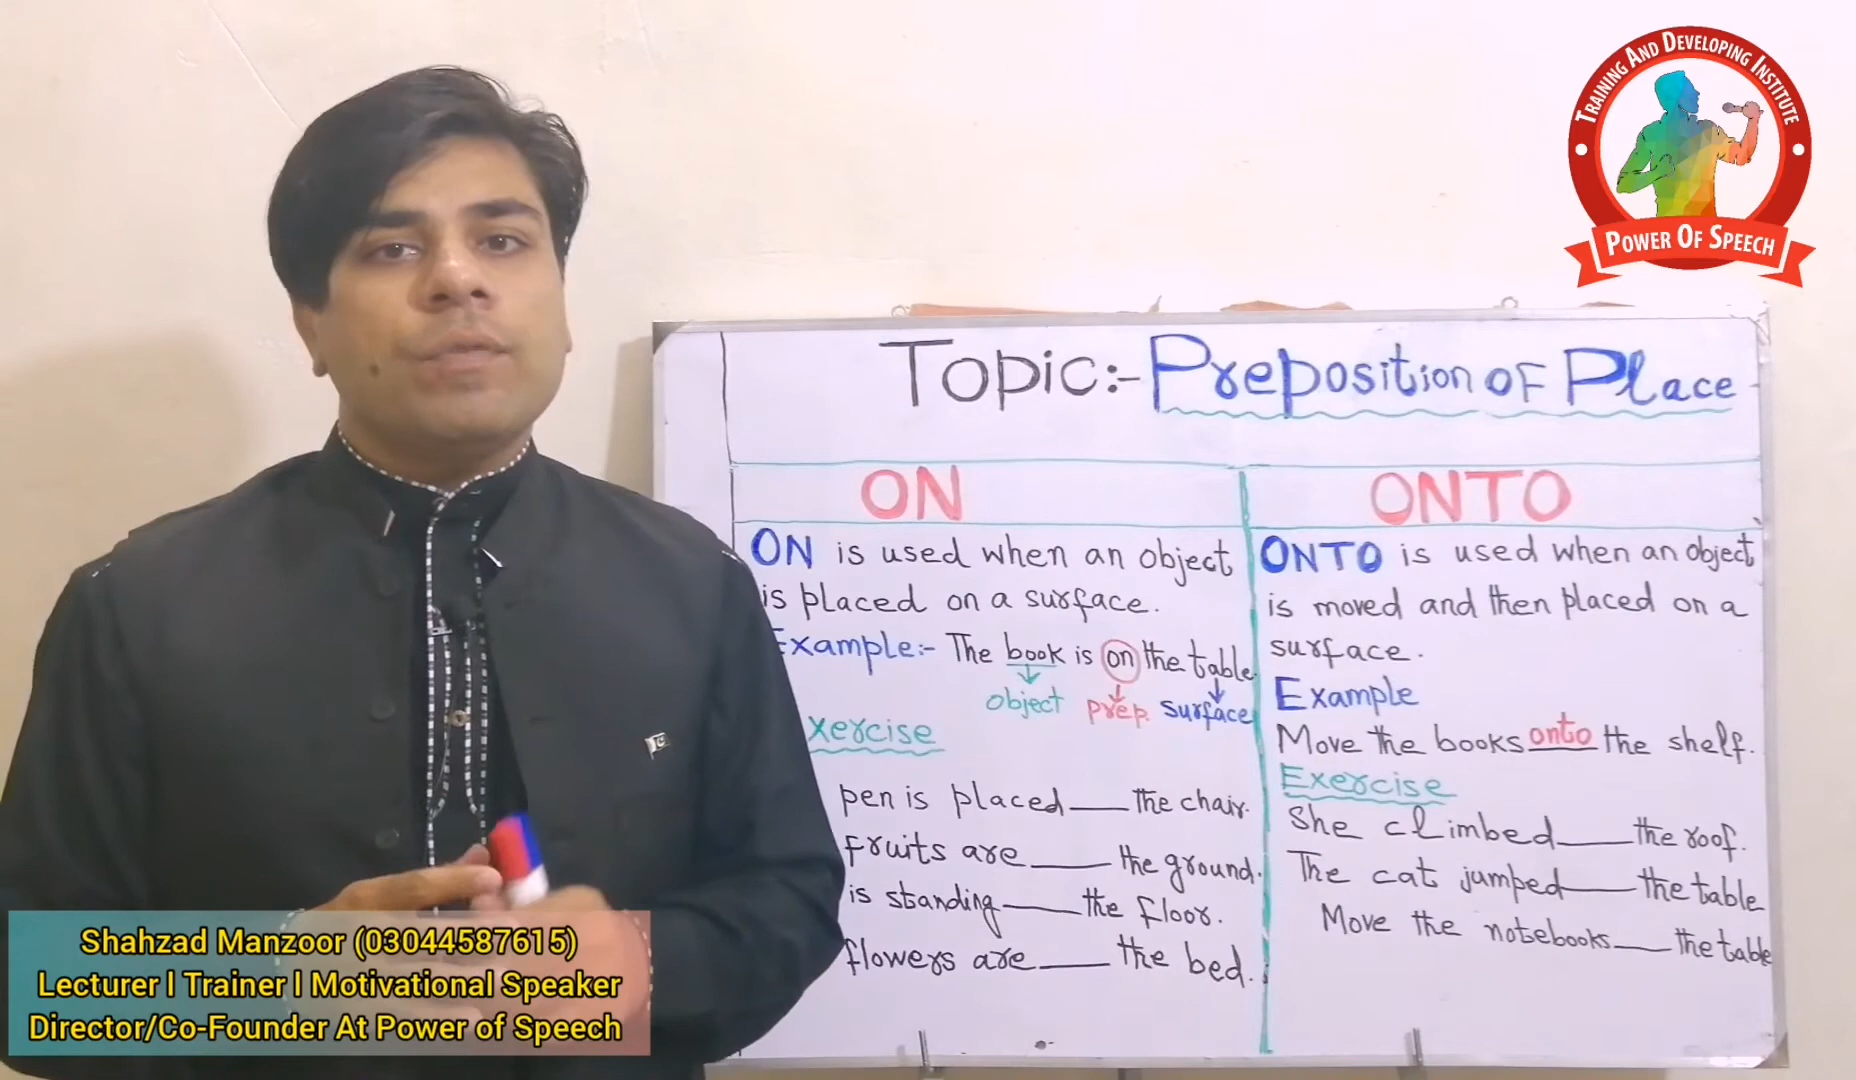 TRAINING AND DEVELOPING INSTITUTE
POWER OF SPEECH
Topic:- Preposition of Place
ON
ON is used when an object
is placed on a surface.
Example:- The book is on the table.
object prep. surface
xercise
pen is placed ___ the chair.
fruits are ___ the ground.
is standing ___ the floor.
flowers are ___ the bed.
ONTO
ONTO is used when an object
is moved and then placed on a
surface.
Example
Move the books onto the shelf.
Exercise
She climbed ___ the roof.
The cat jumped ___ the table
Move the notebooks ___ the table
Shahzad Manzoor (03044587615)
Lecturer l Trainer l Motivational Speaker
Director/Co-Founder At Power of Speech